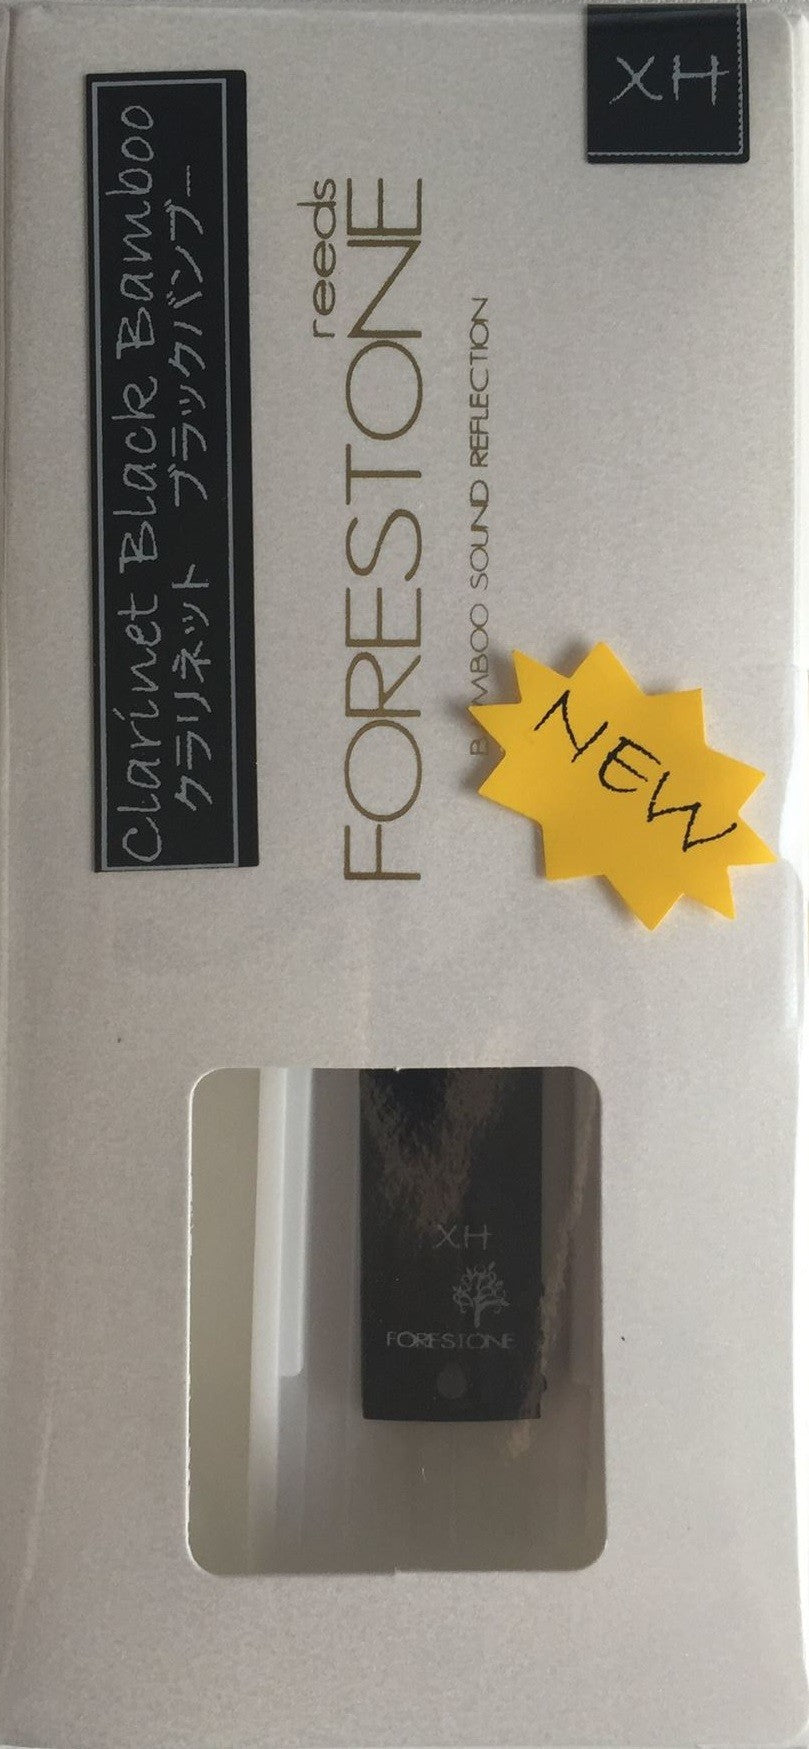 XH
Clarinet Black Bamboo
クラリネット ブラックバンブー
reeds
FORESTONE
BAMBOO SOUND REFLECTION
NEW
XH
FORESTONE